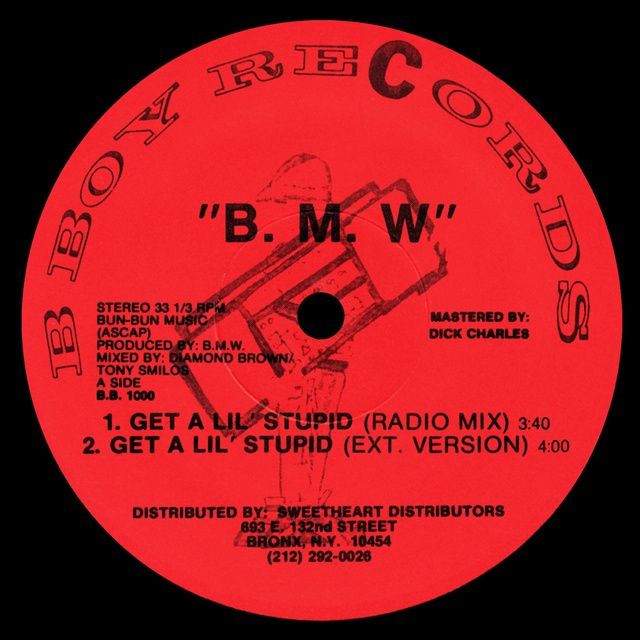 B BOY RECORDS
"B. M. W"
STEREO 33 1/3 RPM
BUN-BUN MUSIC
(ASCAP)
PRODUCED BY: B.M.W.
MIXED BY: DIAMOND BROWN/
TONY SMILOS
A SIDE
B.B. 1000
MASTERED BY:
DICK CHARLES
1. GET A LIL' STUPID (RADIO MIX) 3:40
2. GET A LIL' STUPID (EXT. VERSION) 4:00
DISTRIBUTED BY: SWEETHEART DISTRIBUTORS
693 E. 132nd STREET
BRONX, N.Y. 10454
(212) 292-0026